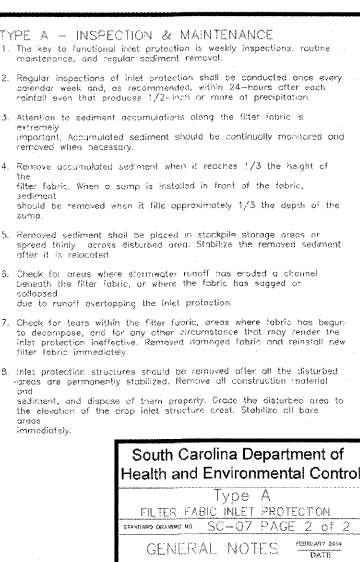 TYPE A - INSPECTION & MAINTENANCE
1. The key to functional inlet protection is weekly inspections, routine
maintenance, and regular sediment removal.
2. Regular inspections of inlet protection shall be conducted once every
calendar week and, as recommended, within 24-hours after each
rainfall even that produces 1/2-inch or more of precipitation.
3. Attention to sediment accumulations along the filter fabric is
extremely
important. Accumulated sediment should be continually monitored and
removed when necessary.
4. Remove accumulated sediment when it reaches 1/3 the height of
the
filter fabric. When a sump is installed in front of the fabric,
sediment
should be removed when it fills approximately 1/3 the depth of the
sump.
5. Removed sediment shall be placed in stockpile storage areas or
spread thinly across disturbed area. Stabilize the removed sediment
after it is relocated.
6. Check for areas where stormwater runoff has eroded a channel
beneath the filter fabric, or where the fabric has sagged or
collapsed
due to runoff overtopping the inlet protection.
7. Check for tears within the filter fabric, areas where fabric has begun
to decompose, and for any other circumstance that may render the
inlet protection ineffective. Removed damaged fabric and reinstall new
filter fabric immediately.
8. Inlet protection structures should be removed after all the disturbed
areas are permanently stabilized. Remove all construction material
and
sediment, and dispose of them properly. Grade the disturbed area to
the elevation of the drop inlet structure crest. Stabilize all bare
areas
immediately.
South Carolina Department of
Health and Environmental Control
Type A
FILTER FABIC INLET PROTECTION
STANDARD DRAWING NO. SC-07 PAGE 2 of 2
GENERAL NOTES FEBRUARY 2014
DATE